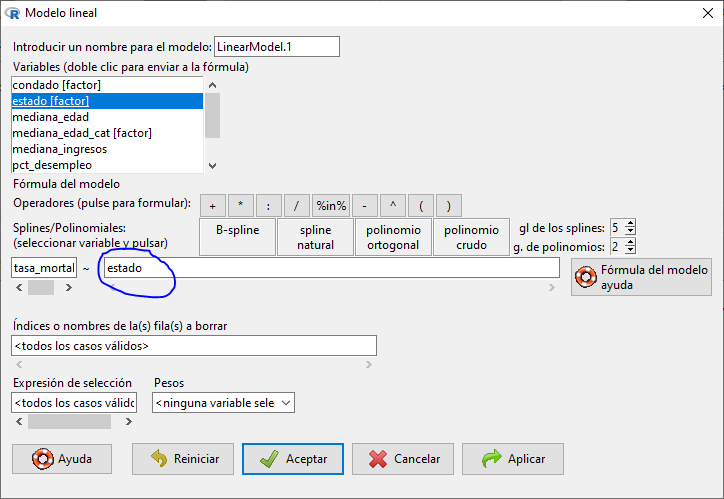 Modelo lineal
Introducir un nombre para el modelo: LinearModel.1
Variables (doble clic para enviar a la fórmula)
condado [factor]
estado [factor]
mediana_edad
mediana_edad_cat [factor]
mediana_ingresos
pct_desempleo
Fórmula del modelo
Operadores (pulse para formular): + * : / %in% - ^ ( )
Splines/Polinomiales:
(seleccionar variable y pulsar)
B-spline
spline
natural
polinomio
ortogonal
polinomio
crudo
gl de los splines: 5
g. de polinomios: 2
tasa_mortal ~ estado
Fórmula del modelo
ayuda
Índices o nombres de la(s) fila(s) a borrar
<todos los casos válidos>
Expresión de selección Pesos
<todos los casos válido <ninguna variable sele
Ayuda Reiniciar Aceptar Cancelar Aplicar